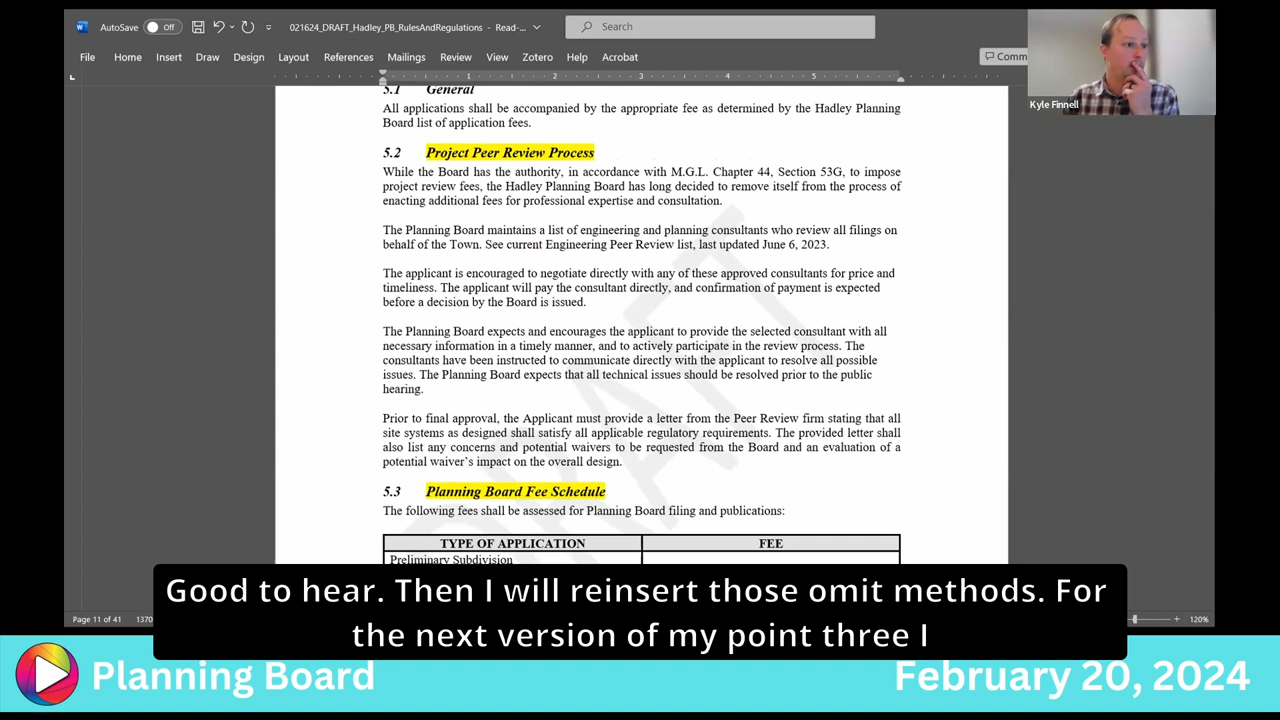 AutoSave
Off
021624_DRAFT_Hadley_PB_RulesAndRegulations - Read-...
Search
File Home Insert Draw Design Layout References Mailings Review View Zotero Help Acrobat
Comm
Kyle Finnell
1 2 3 4 5
5.1 General
All applications shall be accompanied by the appropriate fee as determined by the Hadley Planning
Board list of application fees.
5.2 Project Peer Review Process
While the Board has the authority, in accordance with M.G.L. Chapter 44, Section 53G, to impose
project review fees, the Hadley Planning Board has long decided to remove itself from the process of
enacting additional fees for professional expertise and consultation.
The Planning Board maintains a list of engineering and planning consultants who review all filings on
behalf of the Town. See current Engineering Peer Review list, last updated June 6, 2023.
The applicant is encouraged to negotiate directly with any of these approved consultants for price and
timeliness. The applicant will pay the consultant directly, and confirmation of payment is expected
before a decision by the Board is issued.
The Planning Board expects and encourages the applicant to provide the selected consultant with all
necessary information in a timely manner, and to actively participate in the review process. The
consultants have been instructed to communicate directly with the applicant to resolve all possible
issues. The Planning Board expects that all technical issues should be resolved prior to the public
hearing.
Prior to final approval, the Applicant must provide a letter from the Peer Review firm stating that all
site systems as designed shall satisfy all applicable regulatory requirements. The provided letter shall
also list any concerns and potential waivers to be requested from the Board and an evaluation of a
potential waiver's impact on the overall design.
5.3 Planning Board Fee Schedule
The following fees shall be assessed for Planning Board filing and publications:
TYPE OF APPLICATION FEE
Preliminary Subdivision
DRAFT
Good to hear. Then I will reinsert those omit methods. For
the next version of my point three I
Page 11 of 41 1370
120%
Planning Board February 20, 2024